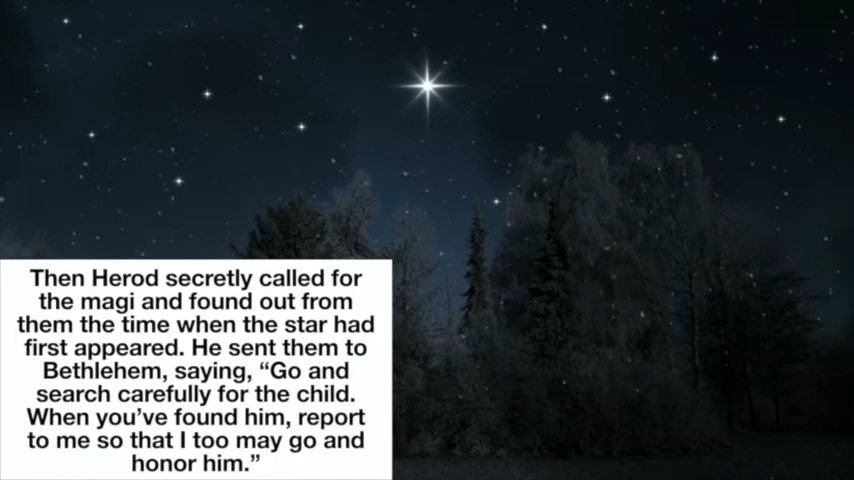 Then Herod secretly called for
the magi and found out from
them the time when the star had
first appeared. He sent them to
Bethlehem, saying, “Go and
search carefully for the child.
When you’ve found him, report
to me so that I too may go and
honor him.”